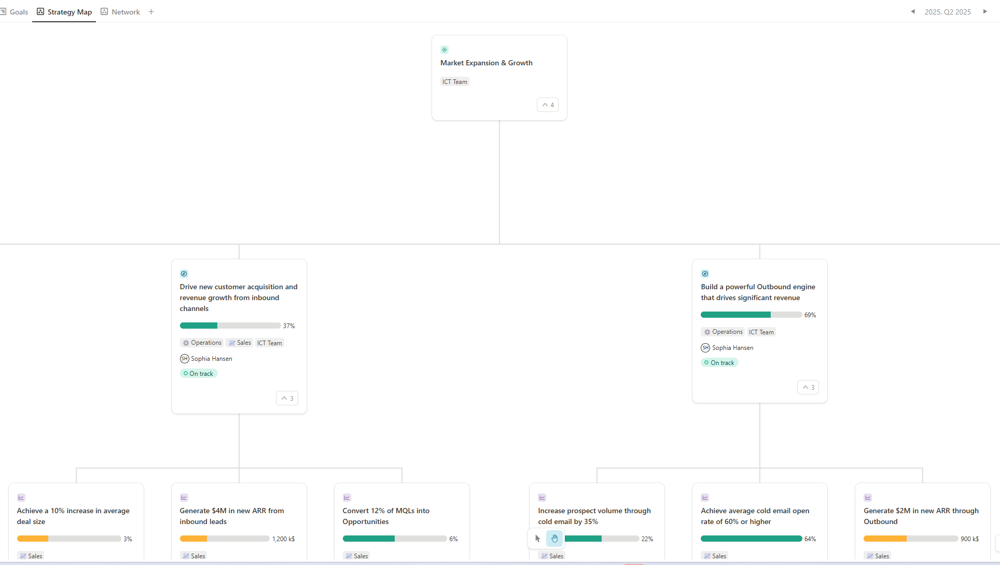 Goals
Strategy Map
Network
2025, Q2 2025
Market Expansion & Growth
ICT Team
4
Drive new customer acquisition and
revenue growth from inbound
channels
37%
Operations Sales ICT Team
SH Sophia Hansen
On track
3
Build a powerful Outbound engine
that drives significant revenue
69%
Operations ICT Team
SH Sophia Hansen
On track
3
Achieve a 10% increase in average
deal size
3%
Sales
Generate $4M in new ARR from
inbound leads
1,200 k$
Sales
Convert 12% of MQLs into
Opportunities
6%
Sales
Increase prospect volume through
cold email by 35%
22%
Sales
Achieve average cold email open
rate of 60% or higher
64%
Sales
Generate $2M in new ARR through
Outbound
900 k$
Sales